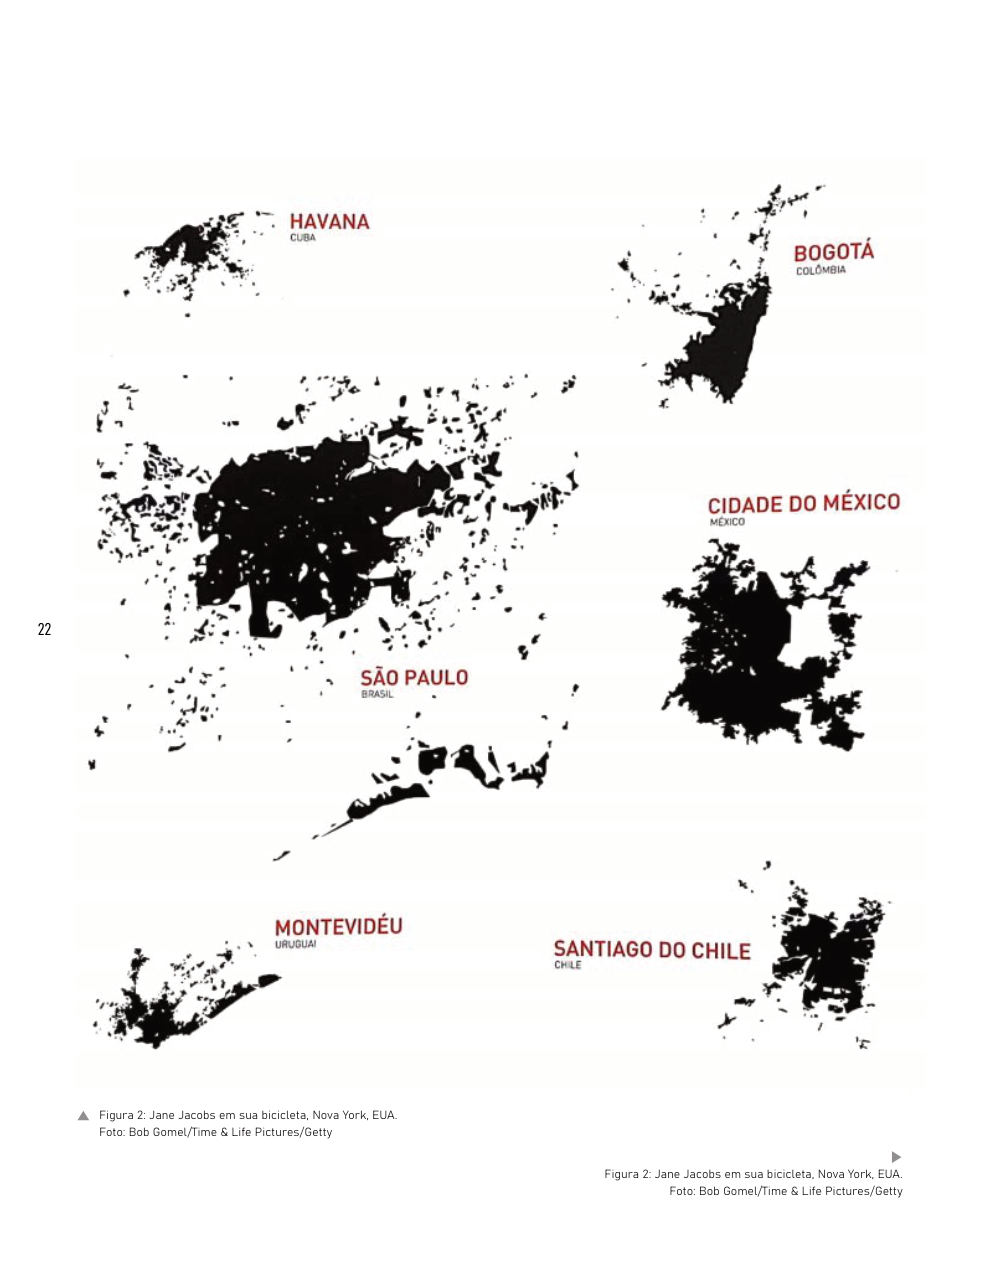 HAVANA
CUBA
BOGOTÁ
COLÔMBIA
CIDADE DO MÉXICO
MÉXICO
22
SÃO PAULO
BRASIL
MONTEVIDÉU
URUGUAI
SANTIAGO DO CHILE
CHILE
Figura 2: Jane Jacobs em sua bicicleta, Nova York, EUA.
Foto: Bob Gomel/Time & Life Pictures/Getty
Figura 2: Jane Jacobs em sua bicicleta, Nova York, EUA.
Foto: Bob Gomel/Time & Life Pictures/Getty